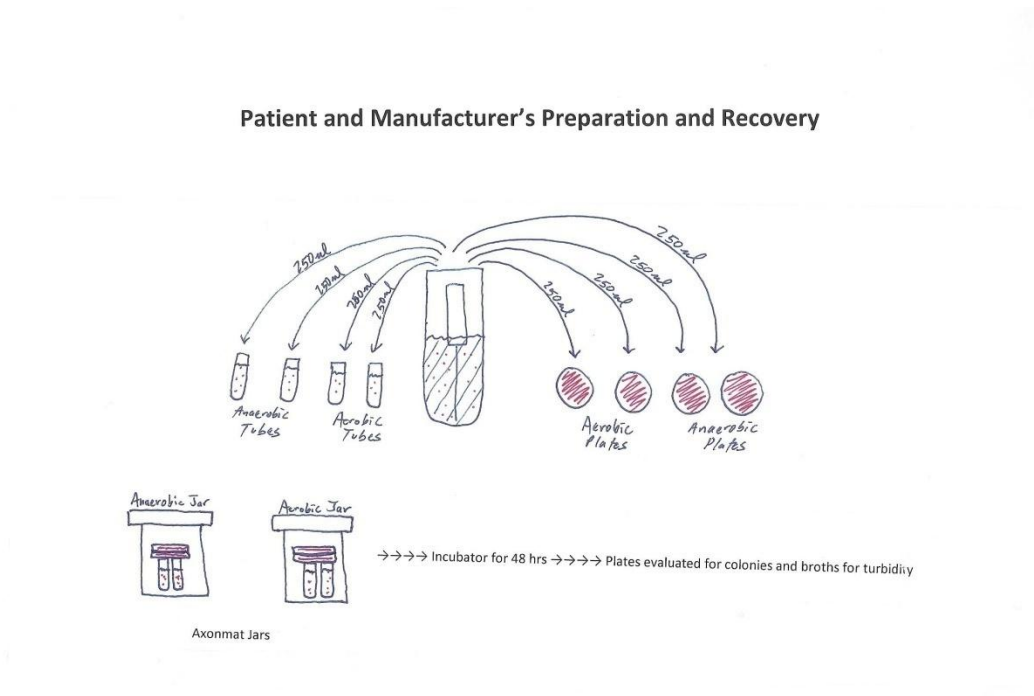 Patient and Manufacturer's Preparation and Recovery
250ml
250ml
250ml
250ml
250ml
250ml
250ml
250ml
Anaerobic
Tubes
Aerobic
Tubes
Aerobic
Plates
Anaerobic
Plates
Anaerobic Jar
Aerobic Jar
→→→→ Incubator for 48 hrs →→→→ Plates evaluated for colonies and broths for turbidity
Axonmat Jars